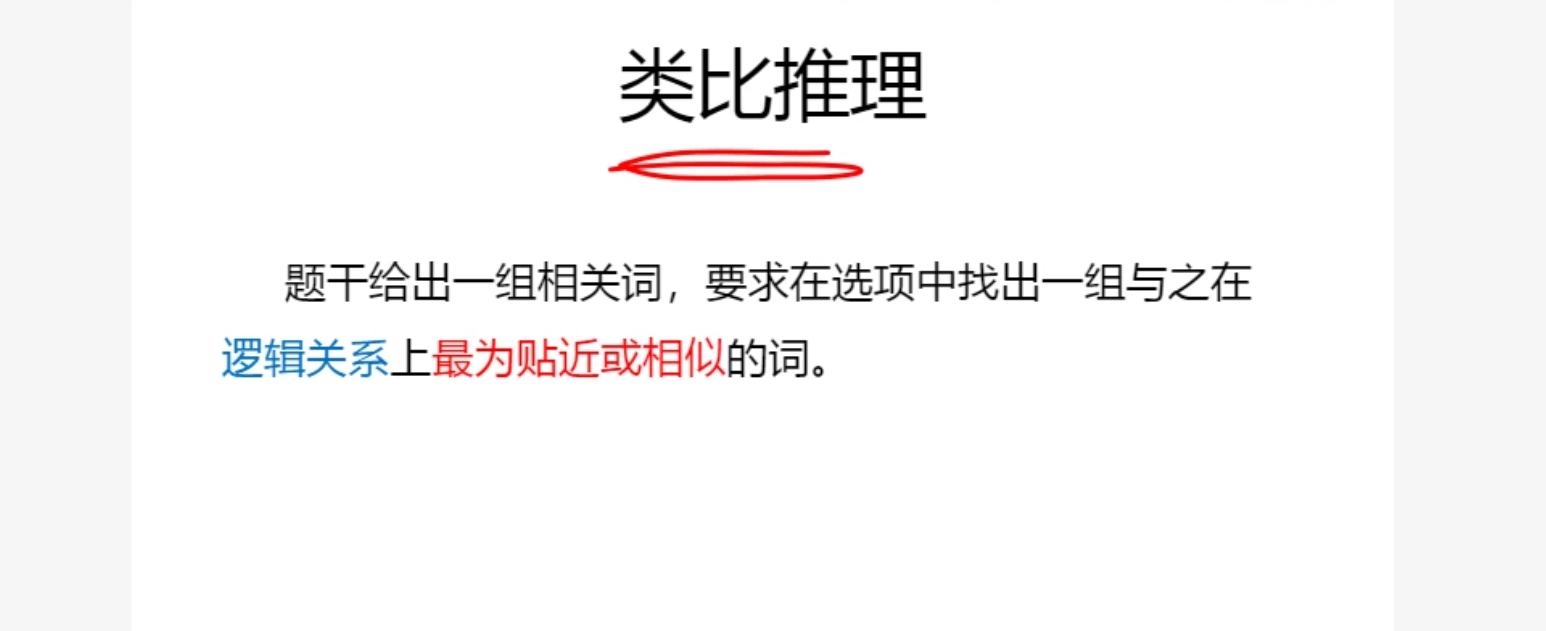 类比推理
题干给出一组相关词，要求在选项中找出一组与之在
逻辑关系上最为贴近或相似的词。